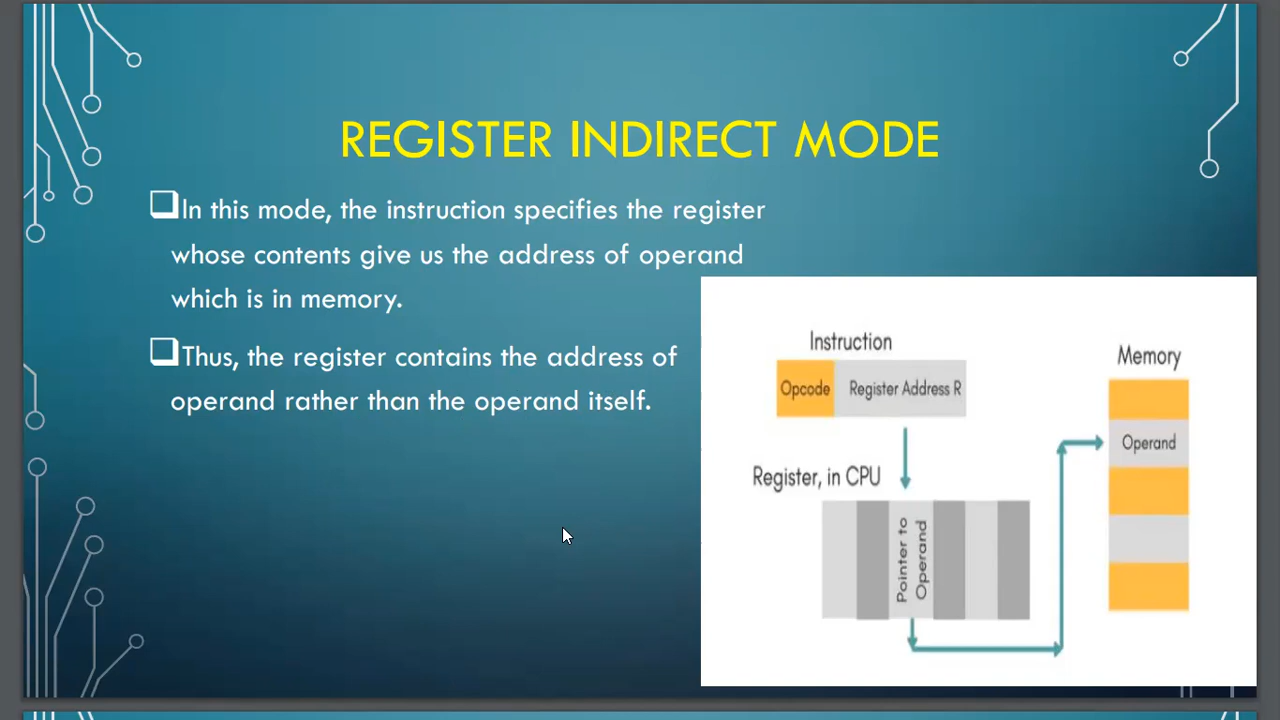 REGISTER INDIRECT MODE
In this mode, the instruction specifies the register
whose contents give us the address of operand
which is in memory.
Thus, the register contains the address of
operand rather than the operand itself.
Instruction
Opcode Register Address R
Register, in CPU
Pointer to
Operand
Memory
Operand